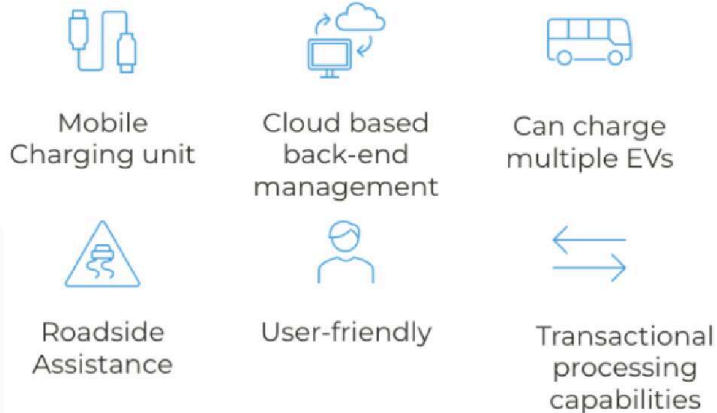 Mobile
Charging unit
Cloud based
back-end
management
Can charge
multiple EVs
Roadside
Assistance
User-friendly
Transactional
processing
capabilities